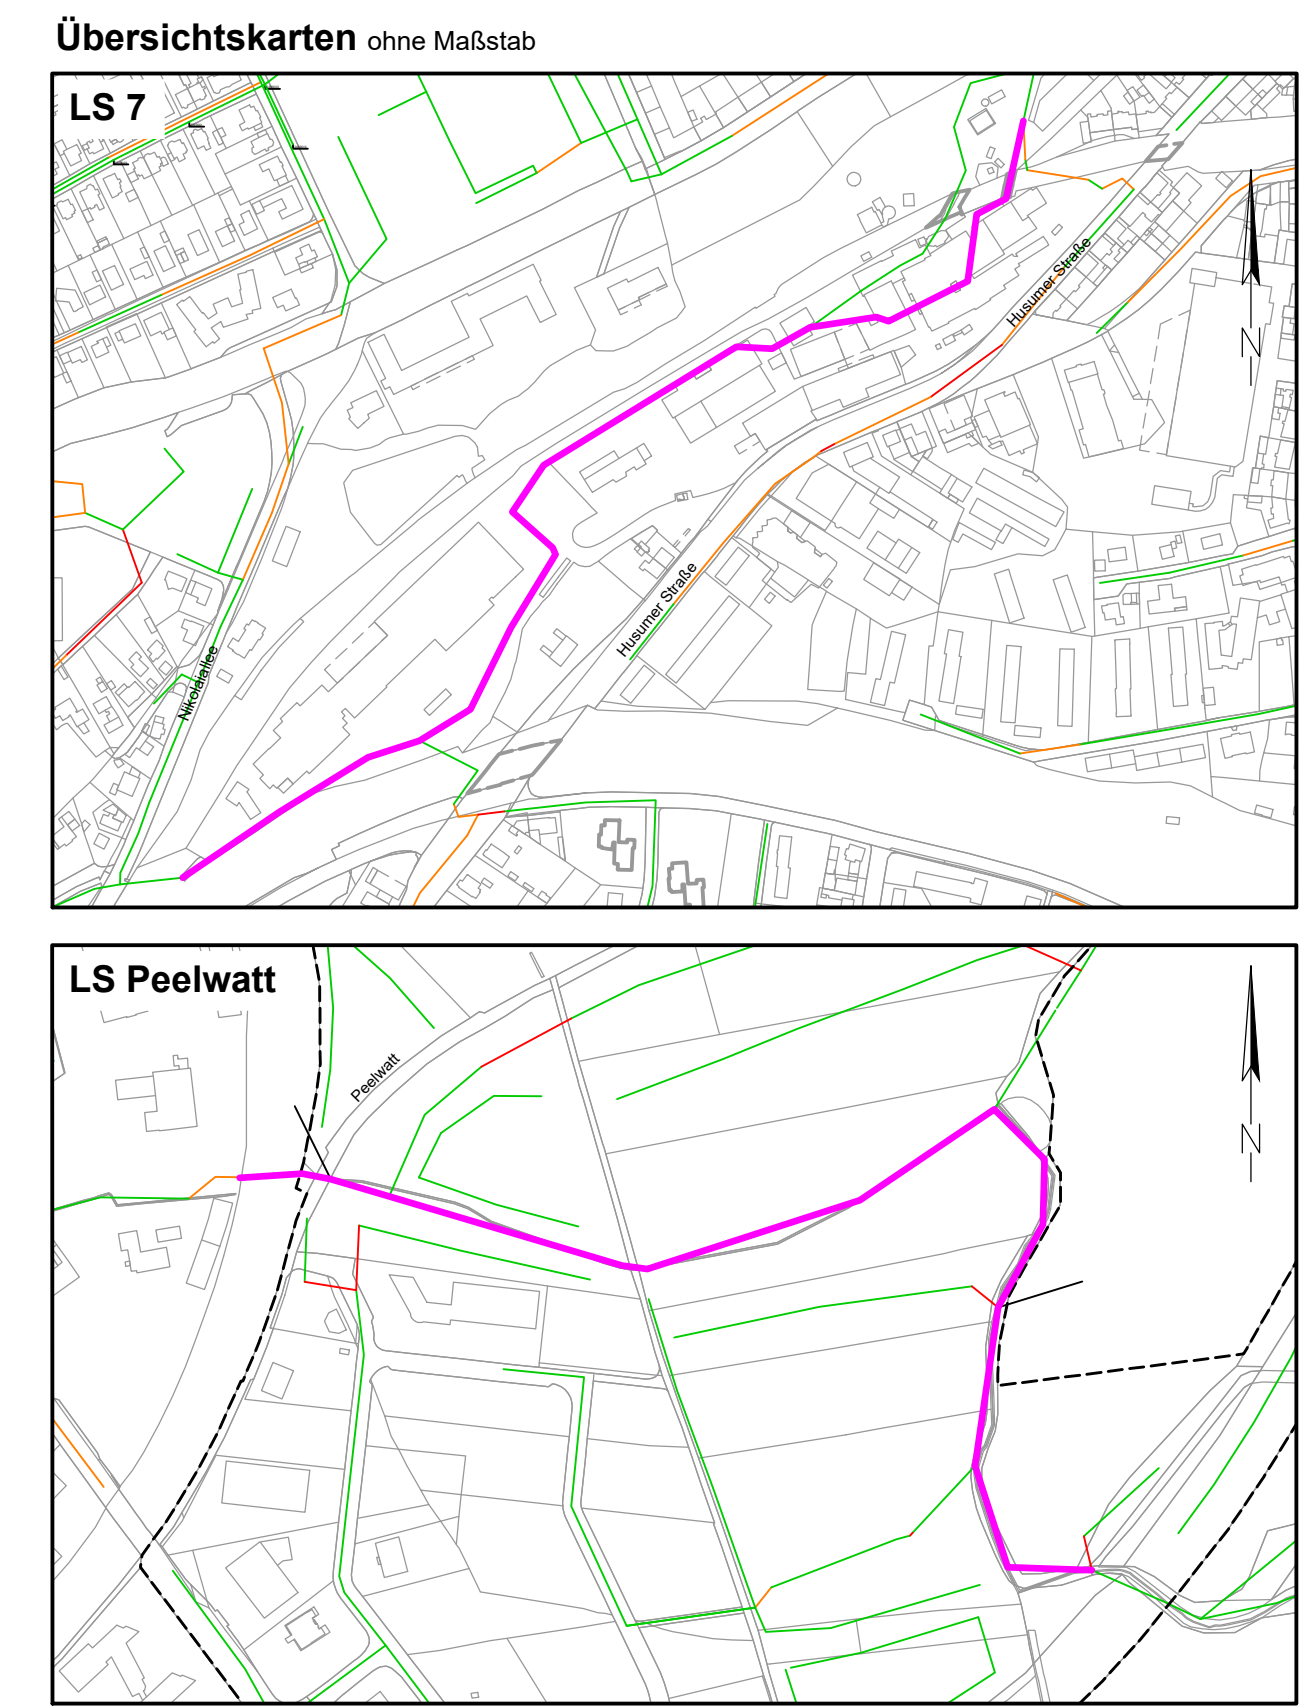 Übersichtskarten ohne Maßstab
LS 7
Husumer Straße
N
Husumer Straße
Nikolaiallee
LS Peelwatt
Peelwatt
N